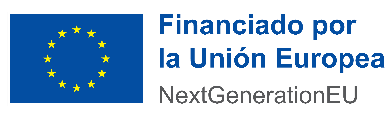 Financiado por
la Unión Europea
NextGenerationEU